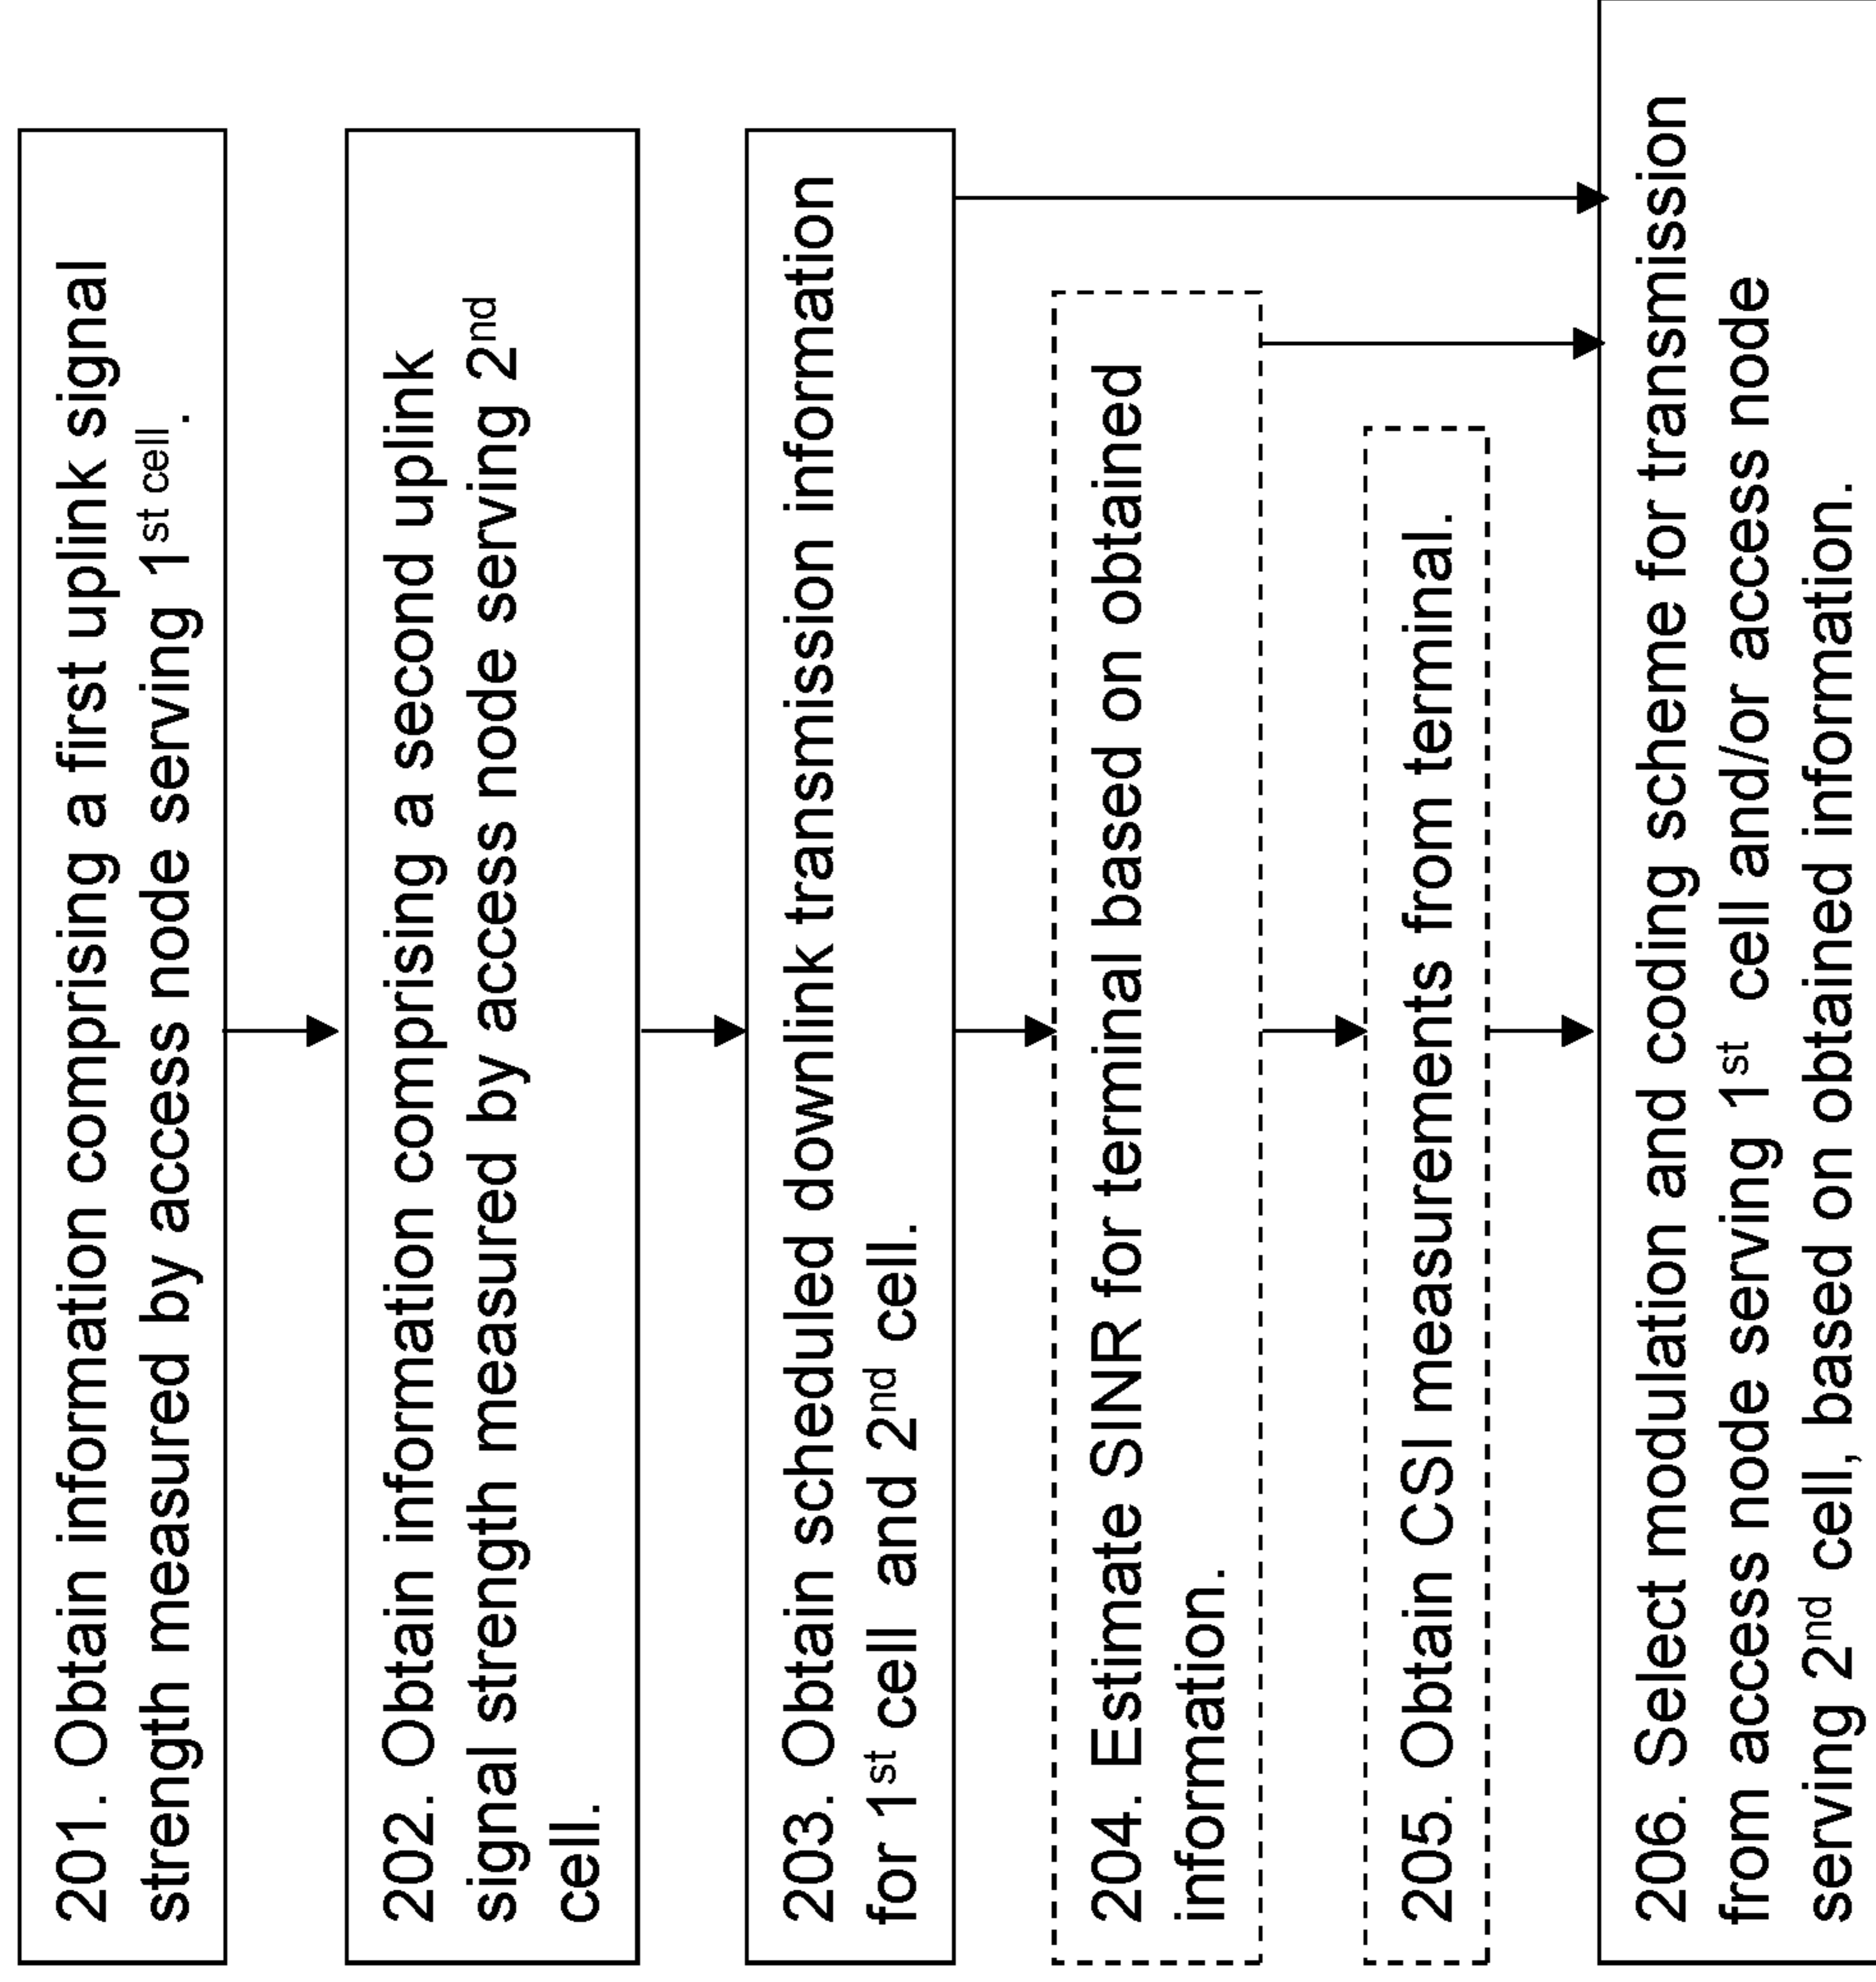 201. Obtain information comprising a first uplink signal
strength measured by access node serving 1st cell.
202. Obtain information comprising a second uplink
signal strength measured by access node serving 2nd
cell.
203. Obtain scheduled downlink transmission information
for 1st cell and 2nd cell.
204. Estimate SINR for terminal based on obtained
information.
205. Obtain CSI measurements from terminal.
206. Select modulation and coding scheme for transmission
from access node serving 1st cell and/or access node
serving 2nd cell, based on obtained information.